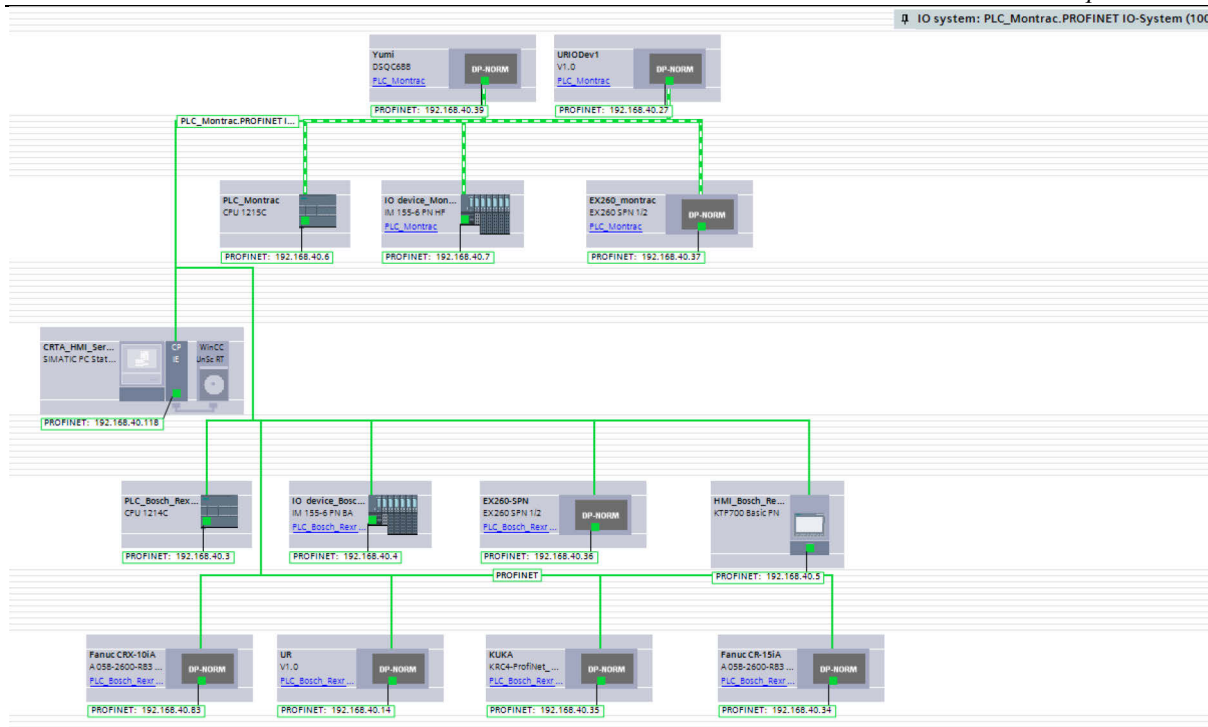 IO system: PLC_Montrac.PROFINET IO-System (100
Yumi
DSQC688
DP-NORM
PLC_Montrac
PROFINET: 192.168.40.39
URIODev1
V1.0
DP-NORM
PLC_Montrac
PROFINET: 192.168.40.27
PLC_Montrac.PROFINET I...
PLC_Montrac
CPU 1215C
PROFINET: 192.168.40.6
IO device_Mon...
IM 155-6 PN HF
PLC_Montrac
PROFINET: 192.168.40.7
EX260_montrac
EX260 SPN 1/2
DP-NORM
PLC_Montrac
PROFINET: 192.168.40.37
CRTA_HMI_Ser...
SIMATIC PC Stat...
CP
IE
WinCC
UnSc RT
PROFINET: 192.168.40.118
PLC_Bosch_Rex...
CPU 1214C
PROFINET: 192.168.40.3
IO device_Bosc...
IM 155-6 PN BA
PLC_Bosch_Rexr...
PROFINET: 192.168.40.4
EX260-SPN
EX260 SPN 1/2
DP-NORM
PLC_Bosch_Rexr...
PROFINET: 192.168.40.36
HMI_Bosch_Re...
KTP700 Basic PN
PROFINET: 192.168.40.5
PROFINET
Fanuc CRX-10iA
A05B-2600-R83 ...
DP-NORM
PLC_Bosch_Rexr...
PROFINET: 192.168.40.83
UR
V1.0
DP-NORM
PLC_Bosch_Rexr...
PROFINET: 192.168.40.14
KUKA
KRC4-ProfiNet_...
DP-NORM
PLC_Bosch_Rexr...
PROFINET: 192.168.40.35
Fanuc CR-15iA
A05B-2600-R83 ...
DP-NORM
PLC_Bosch_Rexr...
PROFINET: 192.168.40.34